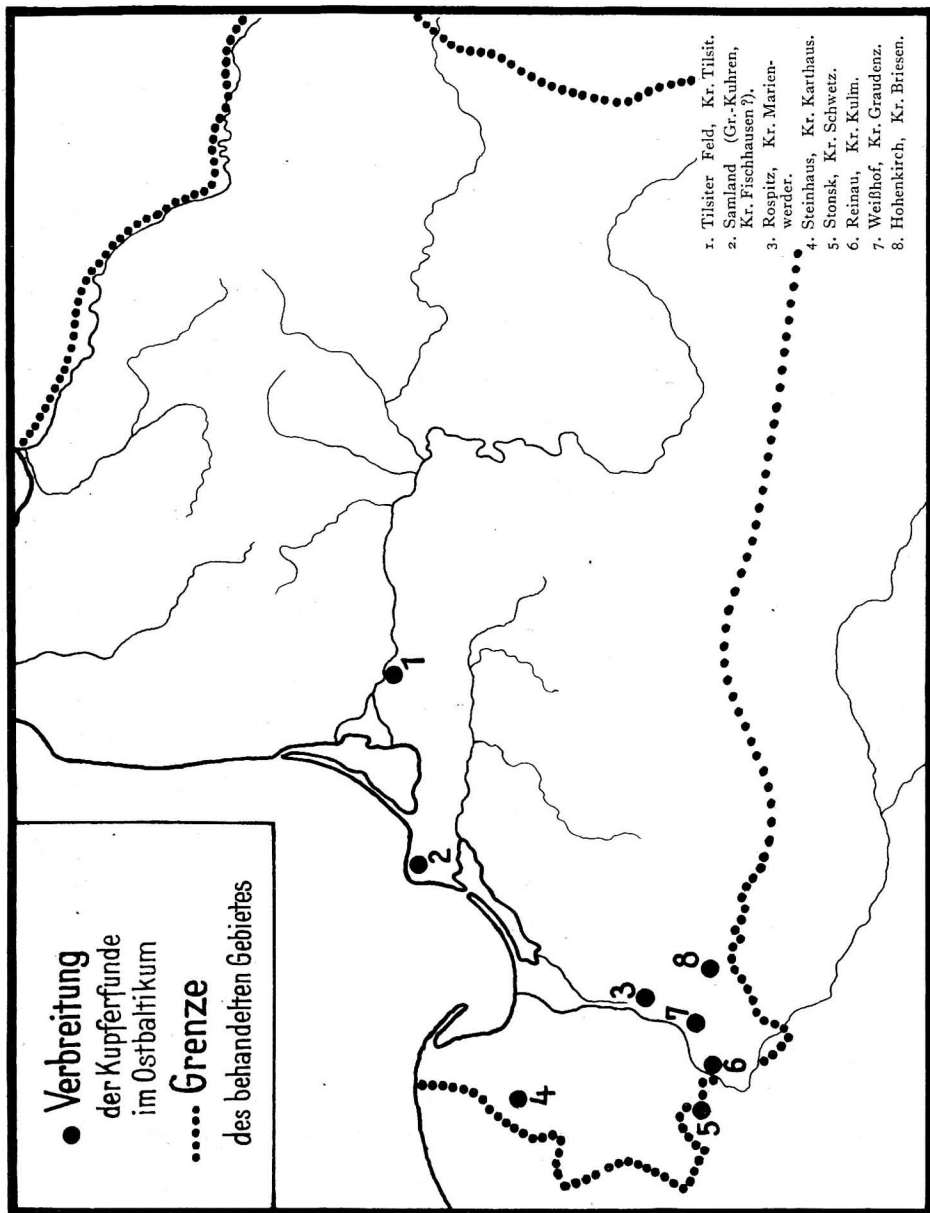 ● Verbreitung
der Kupferfunde
im Ostbaltikum
•••••• Grenze
des behandelten Gebietes
1
2
3
4
5
6
7
8
1. Tilsiter Feld, Kr. Tilsit.
2. Samland (Gr.-Kuhren,
Kr. Fischhausen?).
3. Rospitz, Kr. Marien-
werder.
4. Steinhaus, Kr. Karthaus.
5. Stonsk, Kr. Schwetz.
6. Reinau, Kr. Kulm.
7. Weißhof, Kr. Graudenz.
8. Hohenkirch, Kr. Briesen.